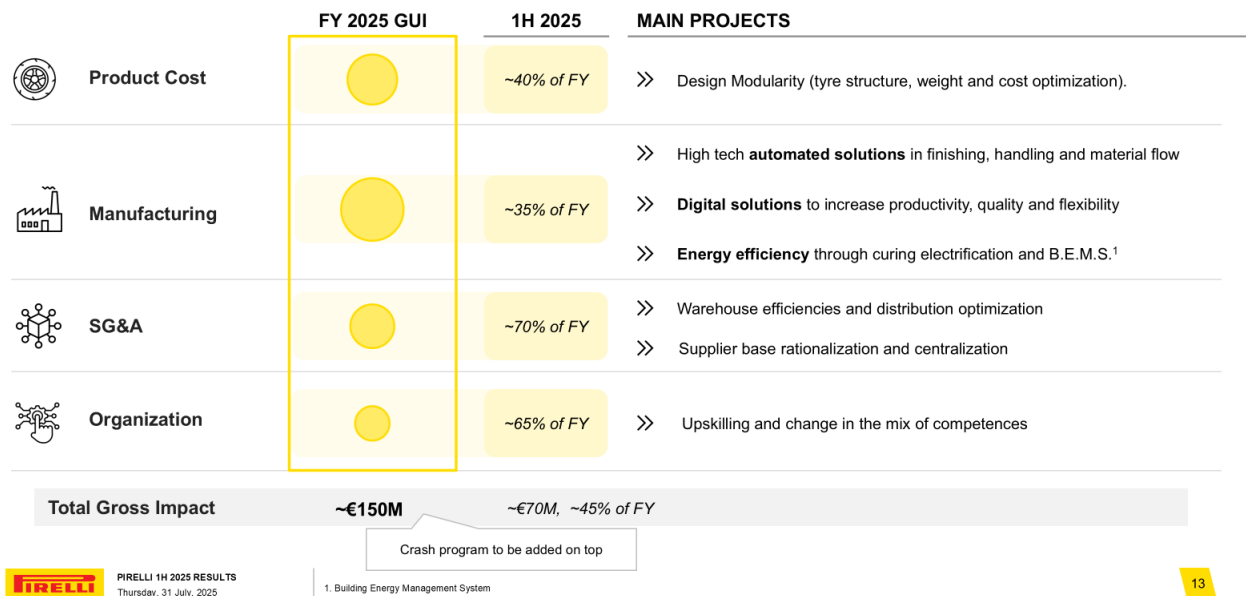 FY 2025 GUI 1H 2025 MAIN PROJECTS
Product Cost ~40% of FY Design Modularity (tyre structure, weight and cost optimization).
High tech automated solutions in finishing, handling and material flow
Manufacturing ~35% of FY Digital solutions to increase productivity, quality and flexibility
Energy efficiency through curing electrification and B.E.M.S.1
Warehouse efficiencies and distribution optimization
SG&A ~70% of FY
Supplier base rationalization and centralization
Organization ~65% of FY Upskilling and change in the mix of competences
Total Gross Impact ~€150M ~€70M, ~45% of FY
Crash program to be added on top
PIRELLI
PIRELLI 1H 2025 RESULTS
Thursday, 31 July, 2025
1. Building Energy Management System
13